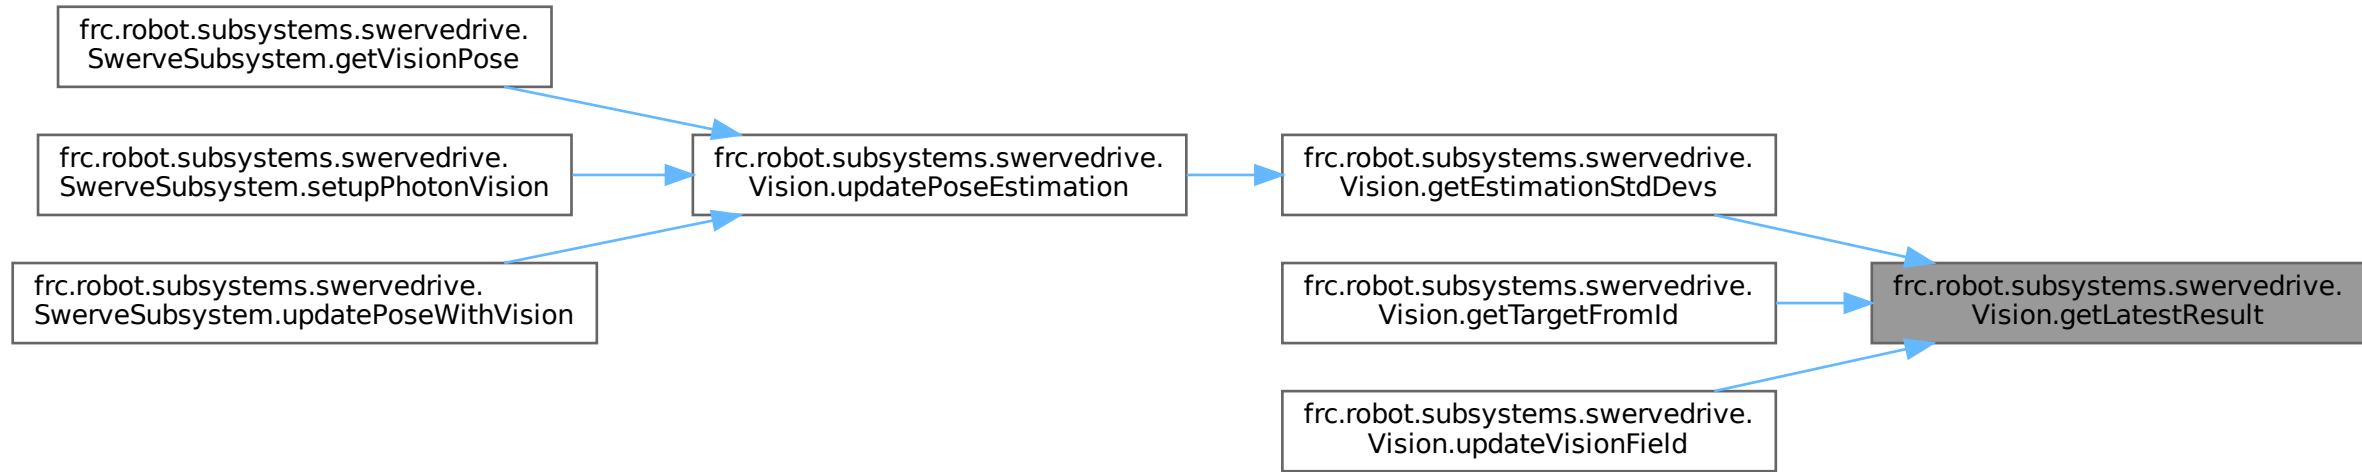 frc.robot.subsystems.swervedrive.
SwerveSubsystem.getVisionPose
frc.robot.subsystems.swervedrive.
SwerveSubsystem.setupPhotonVision
frc.robot.subsystems.swervedrive.
SwerveSubsystem.updatePoseWithVision
frc.robot.subsystems.swervedrive.
Vision.updatePoseEstimation
frc.robot.subsystems.swervedrive.
Vision.getEstimationStdDevs
frc.robot.subsystems.swervedrive.
Vision.getTargetFromId
frc.robot.subsystems.swervedrive.
Vision.updateVisionField
frc.robot.subsystems.swervedrive.
Vision.getLatestResult